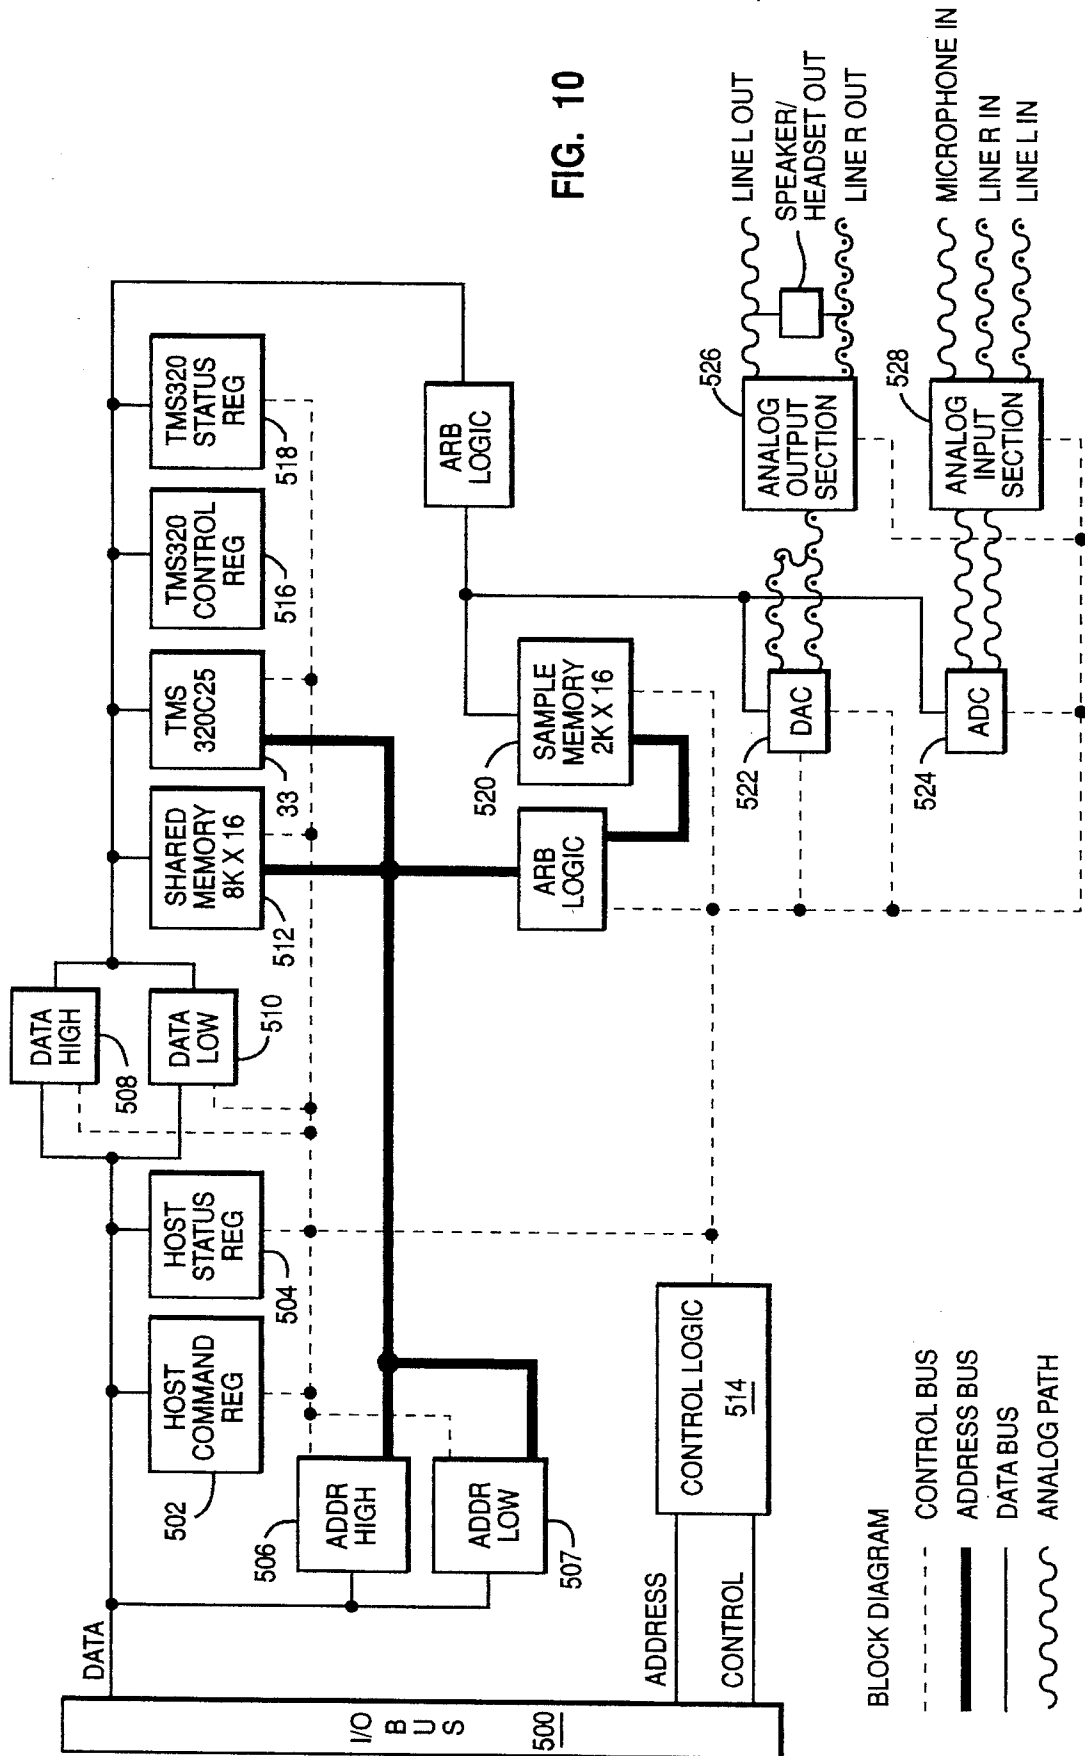 FIG. 10
DATA
I/O
B
U
S
500
HOST
COMMAND
REG
502
HOST
STATUS
REG
504
ADDR
HIGH
506
ADDR
LOW
507
DATA
HIGH
508
DATA
LOW
510
SHARED
MEMORY
8K X 16
512
TMS
320C25
33
TMS320
CONTROL
REG
516
TMS320
STATUS
REG
518
ARB
LOGIC
ARB
LOGIC
SAMPLE
MEMORY
2K X 16
520
ADDRESS
CONTROL
CONTROL LOGIC
514
DAC
522
ADC
524
ANALOG
OUTPUT
SECTION
526
ANALOG
INPUT
SECTION
528
LINE L OUT
SPEAKER/
HEADSET OUT
LINE R OUT
MICROPHONE IN
LINE R IN
LINE L IN
BLOCK DIAGRAM
CONTROL BUS
ADDRESS BUS
DATA BUS
ANALOG PATH